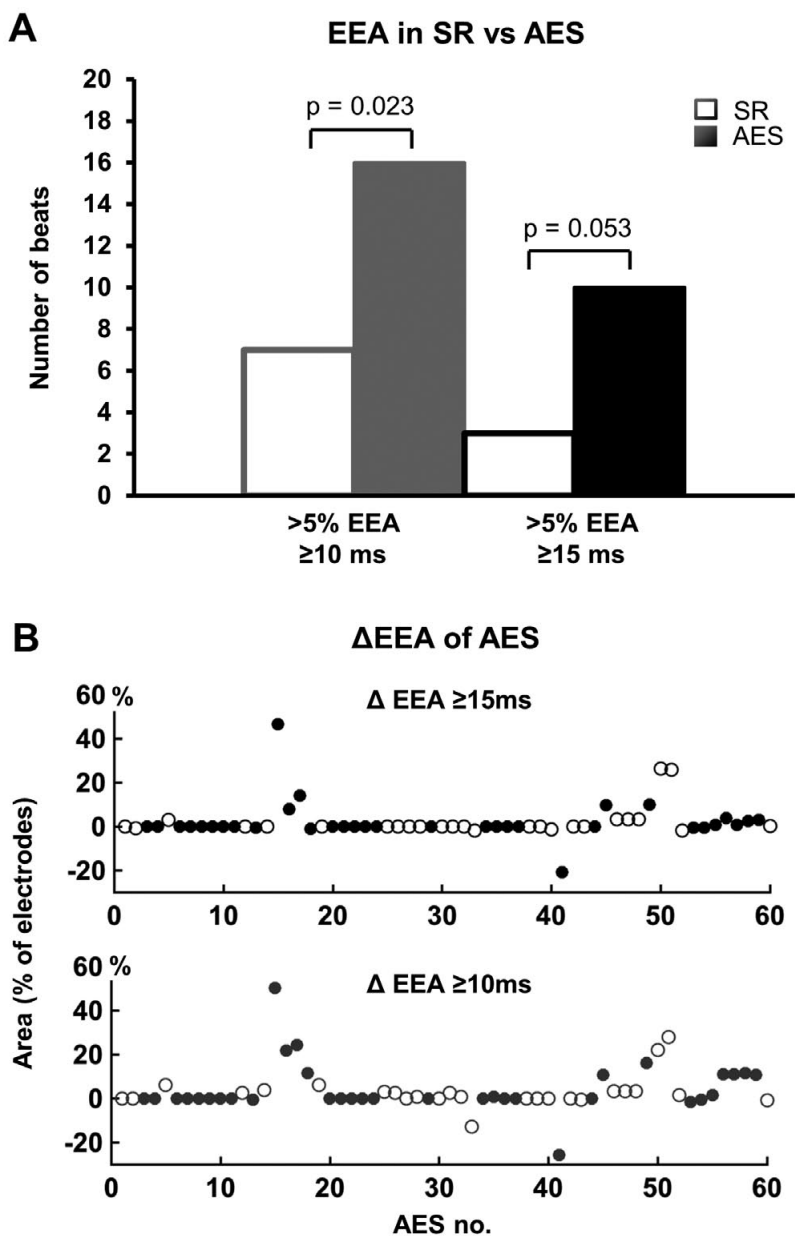 A
EEA in SR vs AES
20
18
16
14
12
10
8
6
4
2
0
Number of beats
p = 0.023
p = 0.053
SR
AES
>5% EEA
≥10 ms
>5% EEA
≥15 ms
B
ΔEEA of AES
Area (% of electrodes)
60 %
Δ EEA ≥15ms
40
20
0
-20
0 10 20 30 40 50 60
60 %
Δ EEA ≥10ms
40
20
0
-20
0 10 20 30 40 50 60
AES no.